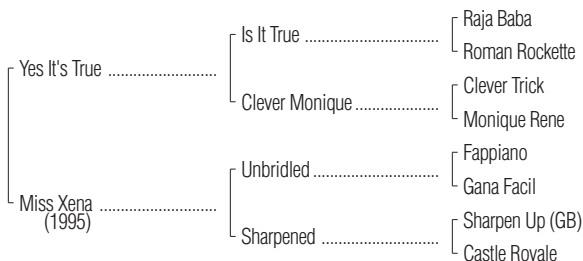 Raja Baba
Is It True ................................
Roman Rockette
Yes It's True ..........................
Clever Trick
Clever Monique ....................
Monique Rene
Fappiano
Unbridled ..............................
Gana Facil
Miss Xena ............................
(1995)
Sharpen Up (GB)
Sharpened .............................
Castle Royale